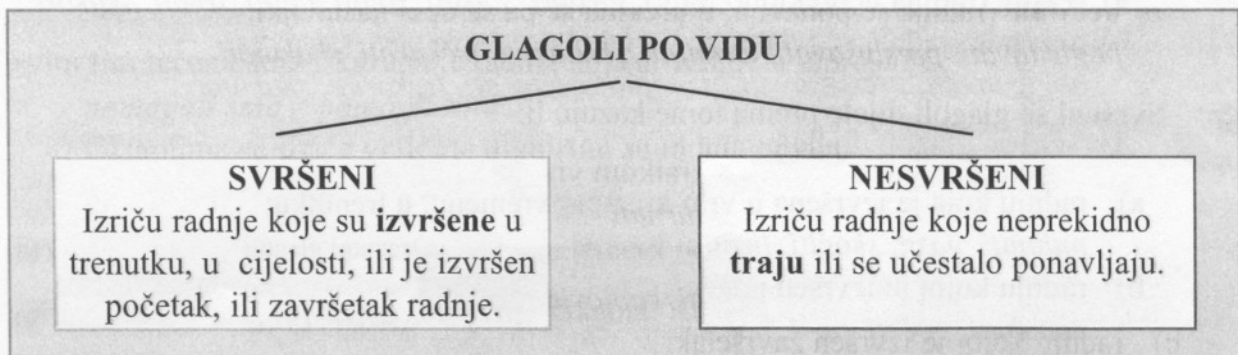 GLAGOLI PO VIDU
SVRŠENI
Izriču radnje koje su izvršene u
trenutku, u cijelosti, ili je izvršen
početak, ili završetak radnje.
NESVRŠENI
Izriču radnje koje neprekidno
traju ili se učestalo ponavljaju.